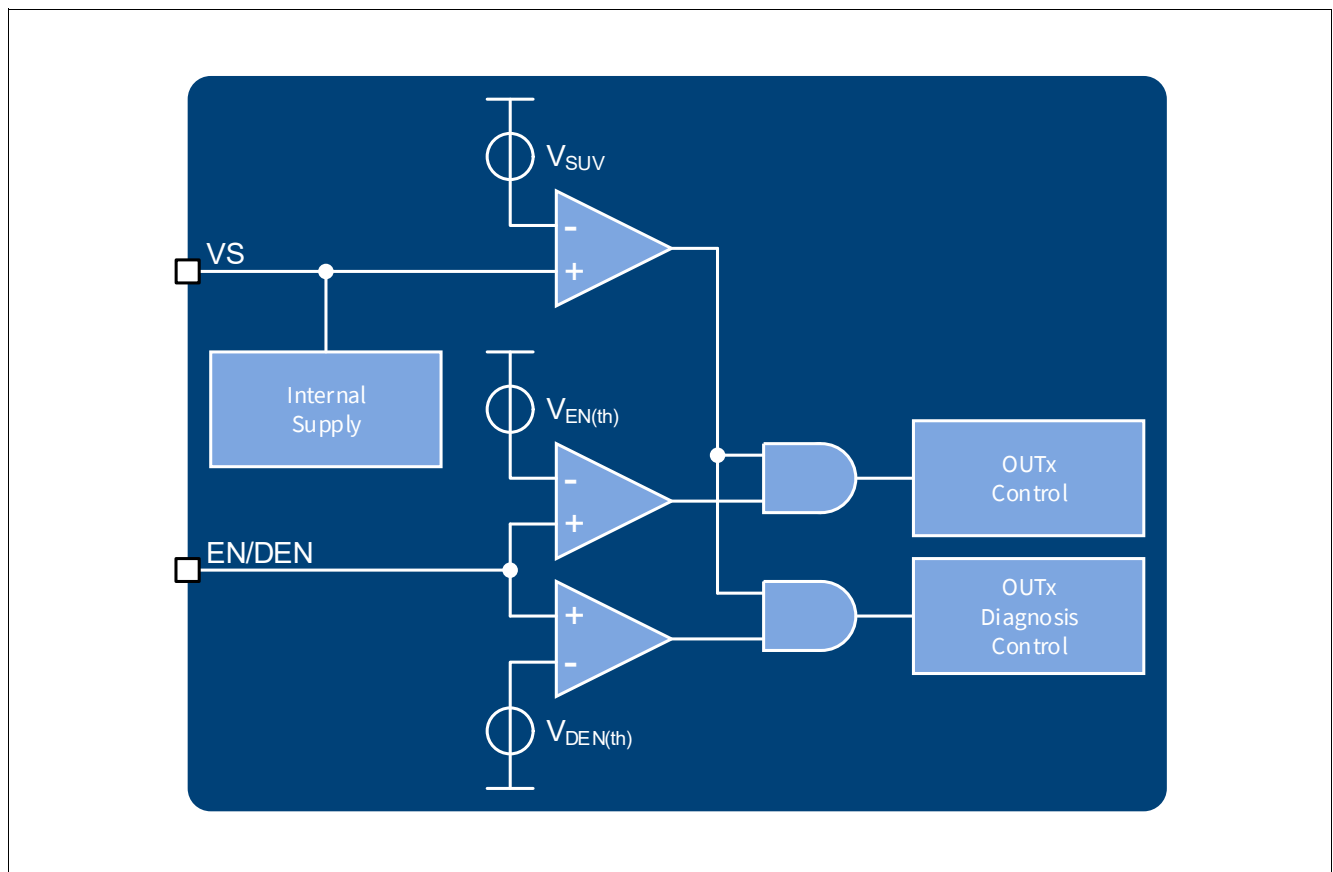 VSUV
-
VS
+
Internal
Supply
VEN(th)
-
+
OUTx
Control
EN/DEN
+
-
OUTx
Diagnosis
Control
VDEN(th)